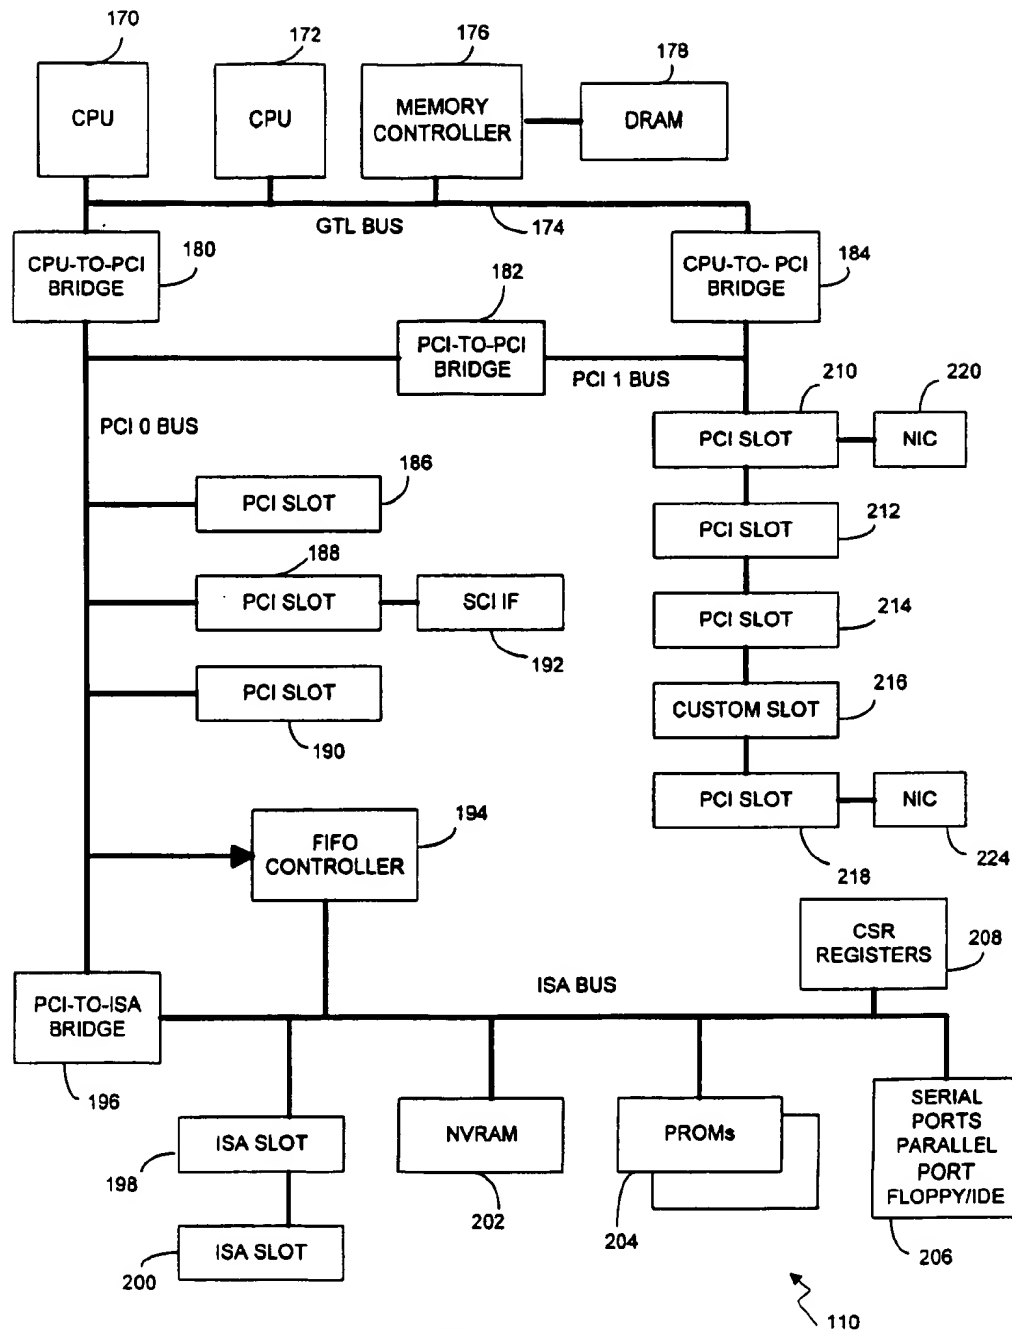 170
172
176
178
CPU
CPU
MEMORY
CONTROLLER
DRAM
GTL BUS
174
CPU-TO-PCI
BRIDGE
180
182
CPU-TO- PCI
BRIDGE
184
PCI-TO-PCI
BRIDGE
PCI 1 BUS
210
220
PCI 0 BUS
PCI SLOT
NIC
186
PCI SLOT
212
PCI SLOT
188
PCI SLOT
SCI IF
192
214
PCI SLOT
PCI SLOT
190
216
CUSTOM SLOT
PCI SLOT
NIC
218
224
194
FIFO
CONTROLLER
CSR
REGISTERS
208
ISA BUS
PCI-TO-ISA
BRIDGE
196
ISA SLOT
198
NVRAM
202
PROMs
204
SERIAL
PORTS
PARALLEL
PORT
FLOPPY/IDE
206
ISA SLOT
200
110